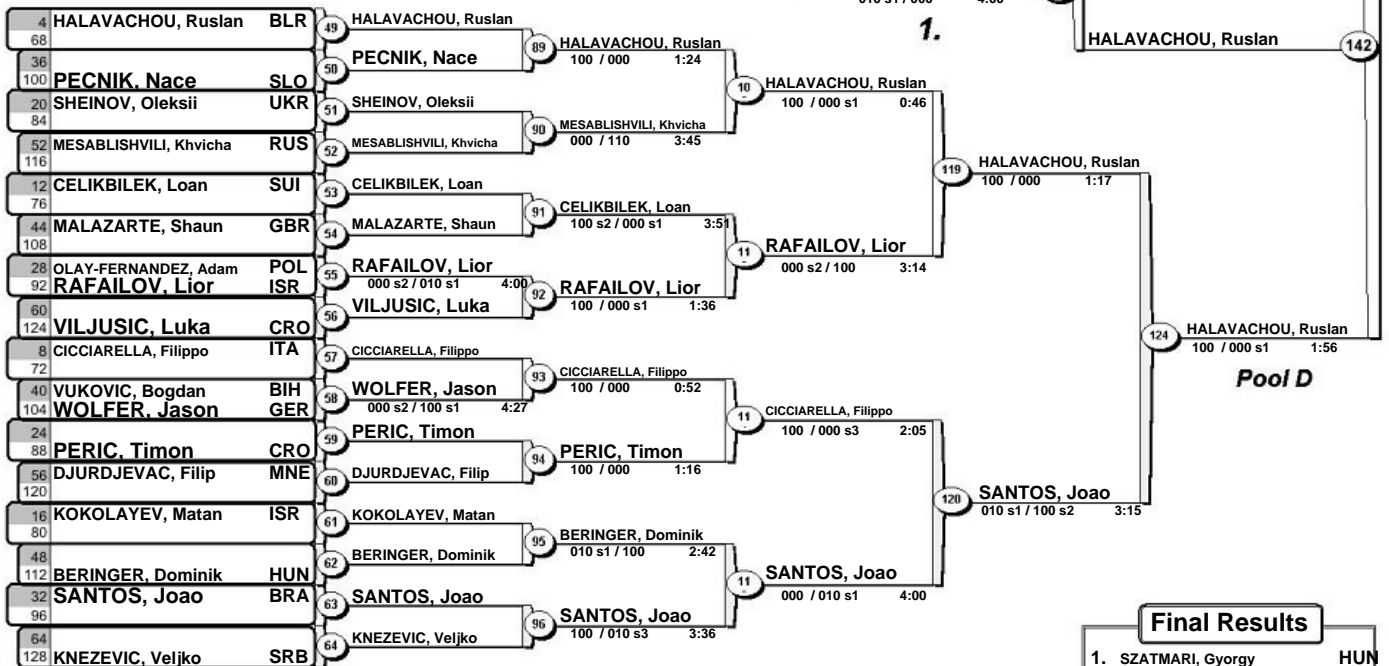 010 s1 / 000 4:00
1.
HALAVACHOU, Ruslan
142
4 HALAVACHOU, Ruslan BLR
68
36
100 PECNIK, Nace SLO
20 SHEINOV, Oleksii UKR
84
52 MESABLISHVILI, Khvicha RUS
116
12 CELIKBILEK, Loan SUI
76
44 MALAZARTE, Shaun GBR
108
28 OLAY-FERNANDEZ, Adam POL
92 RAFAILOV, Lior ISR
60
124 VILJUSIC, Luka CRO
8 CICCIARELLA, Filippo ITA
72
40 VUKOVIC, Bogdan BIH
104 WOLFER, Jason GER
24
88 PERIC, Timon CRO
56 DJURDJEVAC, Filip MNE
120
16 KOKOLAYEV, Matan ISR
80
48
112 BERINGER, Dominik HUN
32 SANTOS, Joao BRA
96
64
128 KNEZEVIC, Veljko SRB
49 HALAVACHOU, Ruslan
50 PECNIK, Nace
51 SHEINOV, Oleksii
52 MESABLISHVILI, Khvicha
53 CELIKBILEK, Loan
54 MALAZARTE, Shaun
55 RAFAILOV, Lior
000 s2 / 010 s1 4:00
56 VILJUSIC, Luka
57 CICCIARELLA, Filippo
58 WOLFER, Jason
000 s2 / 100 s1 4:27
59 PERIC, Timon
60 DJURDJEVAC, Filip
61 KOKOLAYEV, Matan
62 BERINGER, Dominik
63 SANTOS, Joao
64 KNEZEVIC, Veljko
89 HALAVACHOU, Ruslan
100 / 000 1:24
90 MESABLISHVILI, Khvicha
000 / 110 3:45
91 CELIKBILEK, Loan
100 s2 / 000 s1 3:51
92 RAFAILOV, Lior
100 / 000 s1 1:36
93 CICCIARELLA, Filippo
100 / 000 0:52
94 PERIC, Timon
100 / 000 1:16
95 BERINGER, Dominik
010 s1 / 100 2:42
96 SANTOS, Joao
100 / 010 s3 3:36
10 HALAVACHOU, Ruslan
100 / 000 s1 0:46
11 RAFAILOV, Lior
000 s2 / 100 3:14
11 CICCIARELLA, Filippo
100 / 000 s3 2:05
11 SANTOS, Joao
000 / 010 s1 4:00
119 HALAVACHOU, Ruslan
100 / 000 1:17
120 SANTOS, Joao
010 s1 / 100 s2 3:15
124 HALAVACHOU, Ruslan
100 / 000 s1 1:56
Pool D
Final Results
1. SZATMARI, Gyorgy HUN